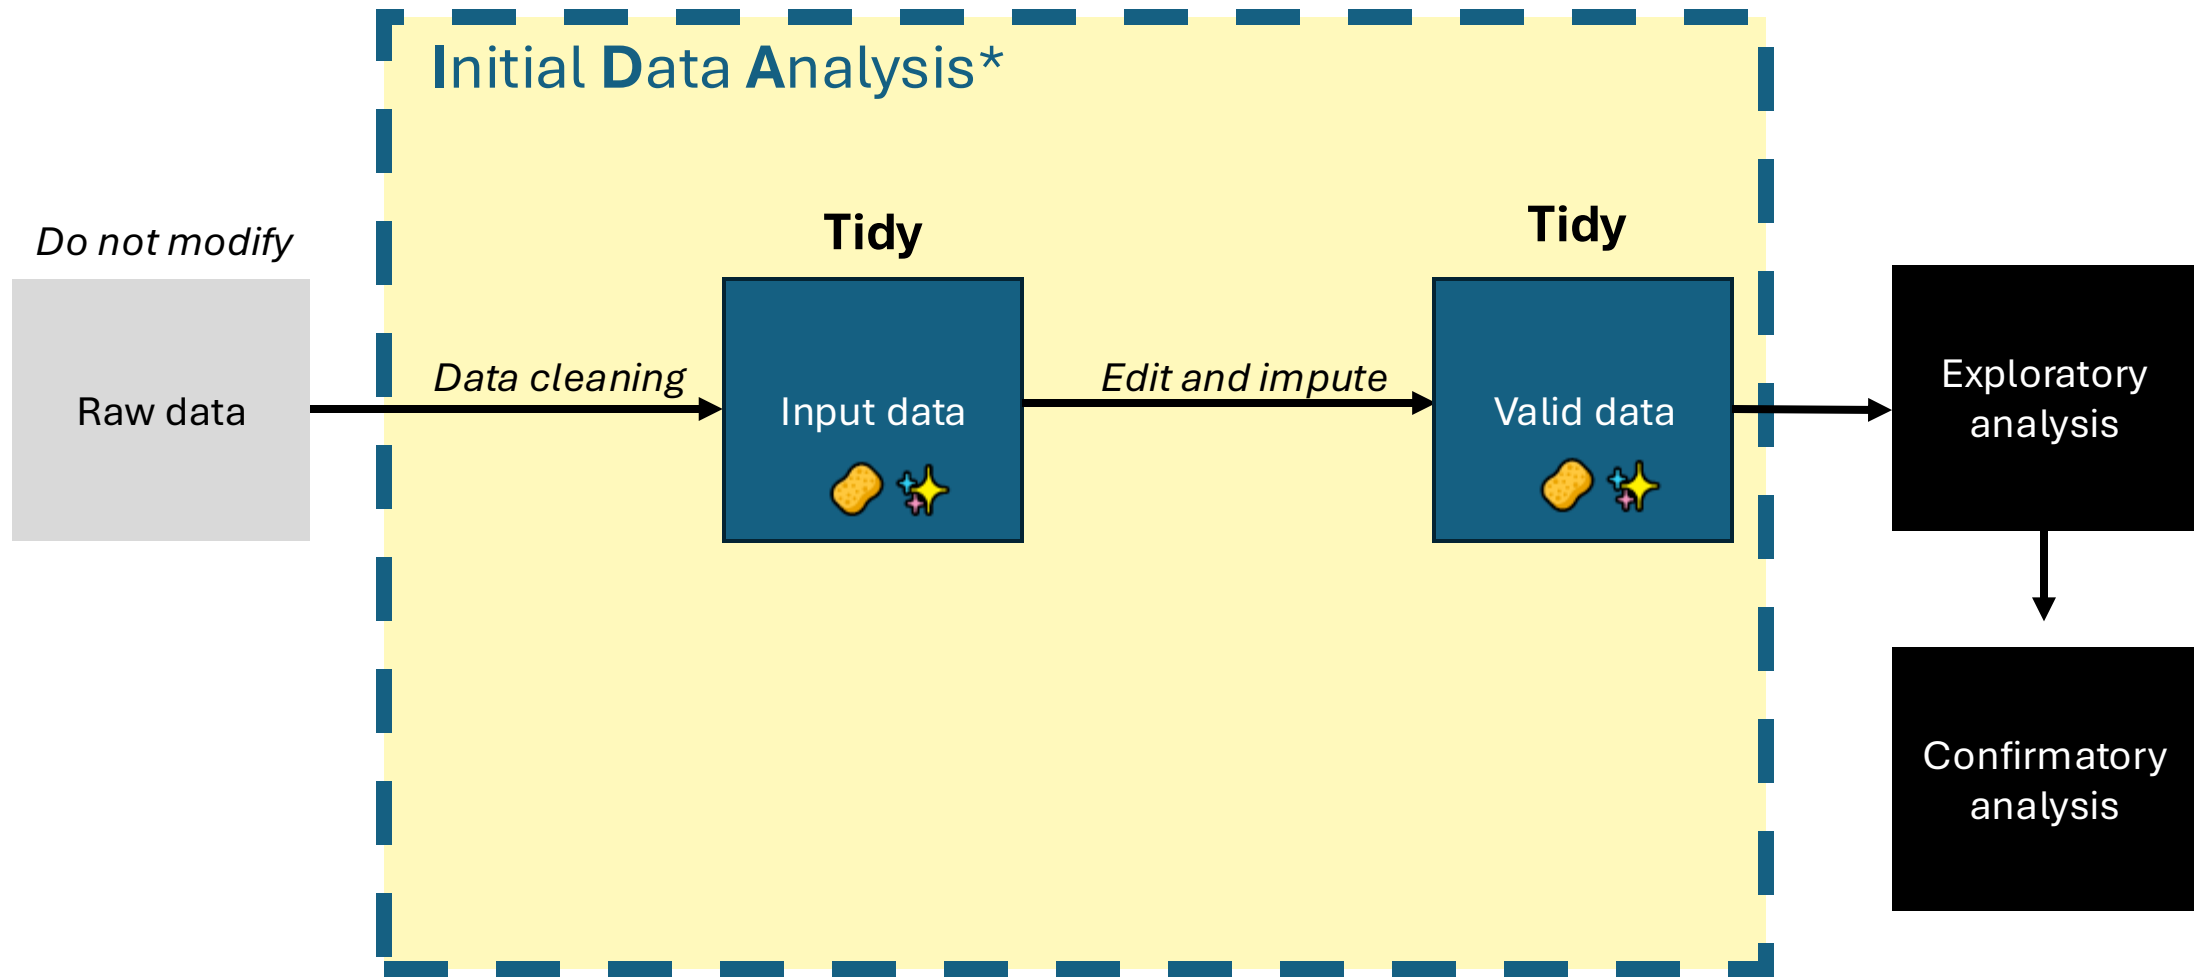 Initial Data Analysis*
Do not modify
Tidy
Tidy
Raw data
Data cleaning
Input data
Edit and impute
Valid data
Exploratory
analysis
Confirmatory
analysis